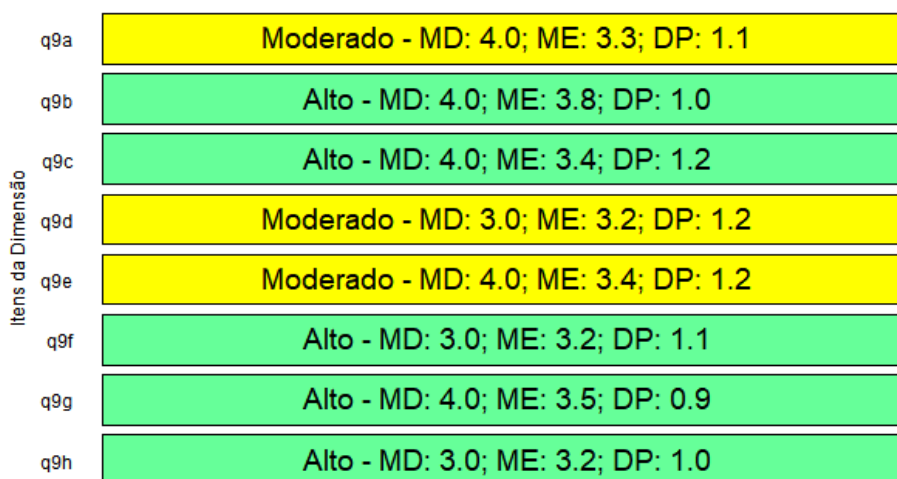 Itens da Dimensão
q9a Moderado - MD: 4.0; ME: 3.3; DP: 1.1
q9b Alto - MD: 4.0; ME: 3.8; DP: 1.0
q9c Alto - MD: 4.0; ME: 3.4; DP: 1.2
q9d Moderado - MD: 3.0; ME: 3.2; DP: 1.2
q9e Moderado - MD: 4.0; ME: 3.4; DP: 1.2
q9f Alto - MD: 3.0; ME: 3.2; DP: 1.1
q9g Alto - MD: 4.0; ME: 3.5; DP: 0.9
q9h Alto - MD: 3.0; ME: 3.2; DP: 1.0